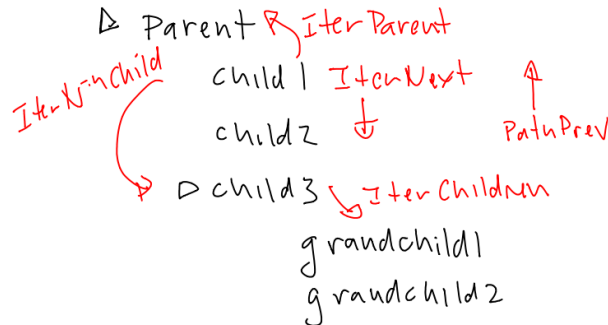 Parent IterParent
IterNthChild
child1 IterNext
child2 PathPrev
child3 IterChildren
grandchild1
grandchild2